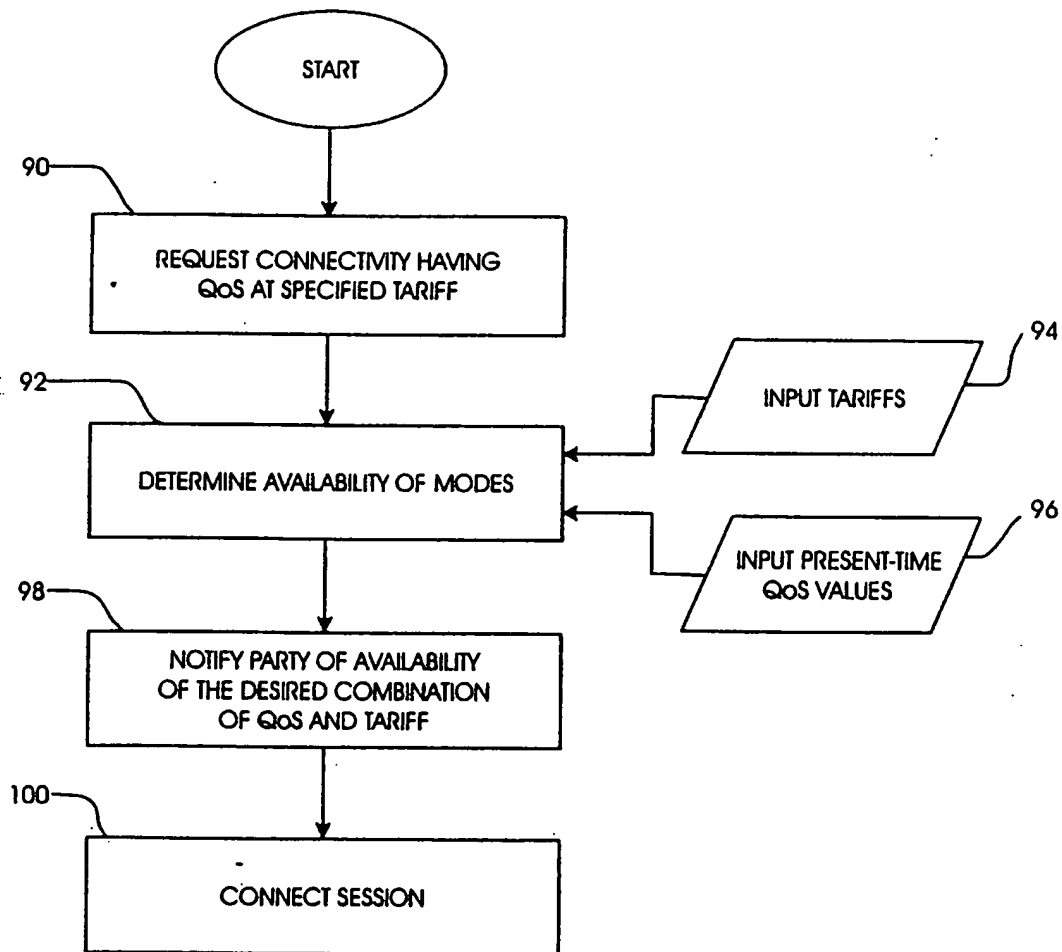 START
90
REQUEST CONNECTIVITY HAVING
QoS AT SPECIFIED TARIFF
92
DETERMINE AVAILABILITY OF MODES
94
INPUT TARIFFS
96
INPUT PRESENT-TIME
QoS VALUES
98
NOTIFY PARTY OF AVAILABILITY
OF THE DESIRED COMBINATION
OF QoS AND TARIFF
100
CONNECT SESSION